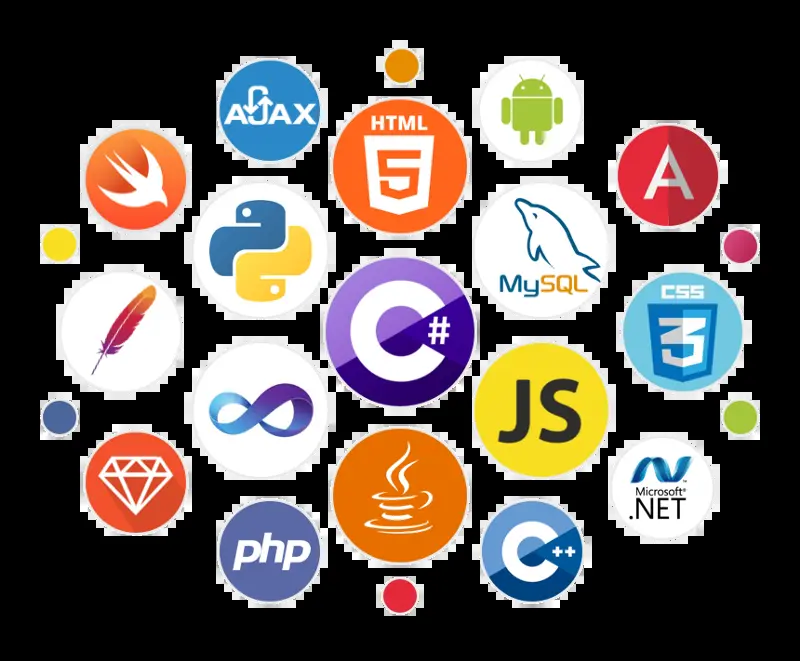 AJAX
HTML
5
A
MySQL
C#
CSS
3
JS
Microsoft®
.NET
php
C++